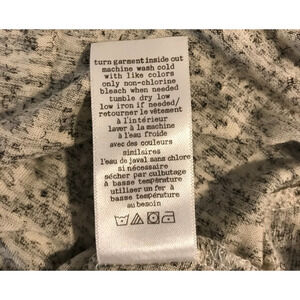 turn garment inside out
machine wash cold
with like colors
only non-chlorine
bleach when needed
tumble dry low
low iron if needed/
retourner le vêtement
à l'intérieur
laver à la machine
à l'eau froide
avec des couleurs
similaires
l'eau de javal sans chlore
si nécessaire
sécher par culbutage
à basse température
utiliser un fer à
basse température
au besoin